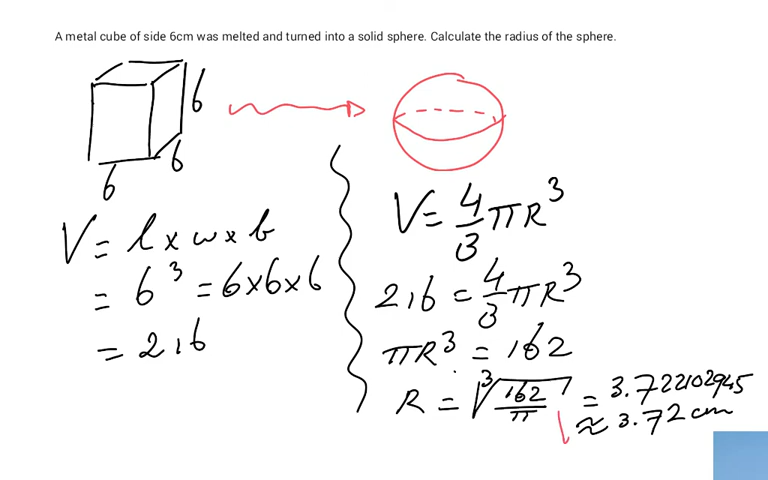 A metal cube of side 6cm was melted and turned into a solid sphere. Calculate the radius of the sphere.
6
6
6
V = l x w x b
= 6³ = 6x6x6
= 216
V = 4/3 πR³
216 = 4/3 πR³
πR³ = 162
R = ³√(162/π) = 3.722102945
≈ 3.72 cm